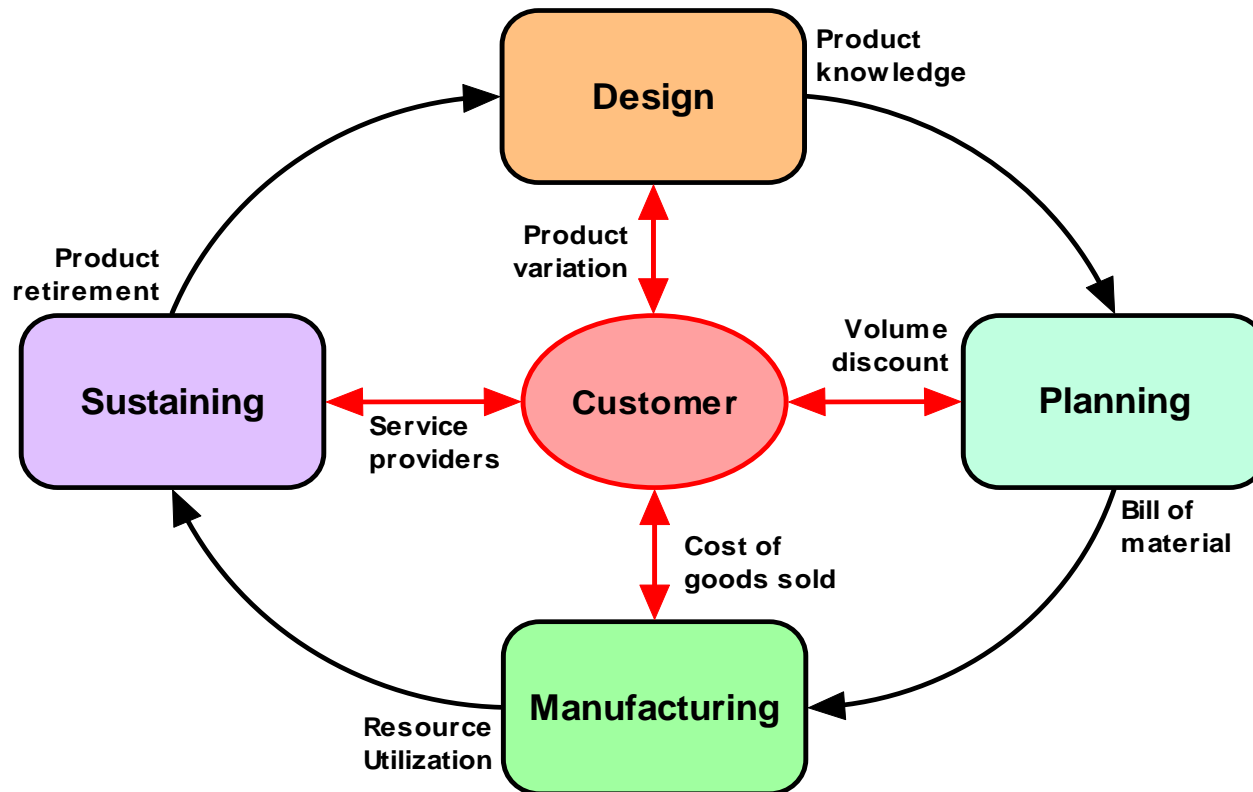 Product
knowledge
Design
Product
variation
Product
retirement
Volume
discount
Sustaining
Customer
Planning
Service
providers
Bill of
material
Cost of
goods sold
Manufacturing
Resource
Utilization